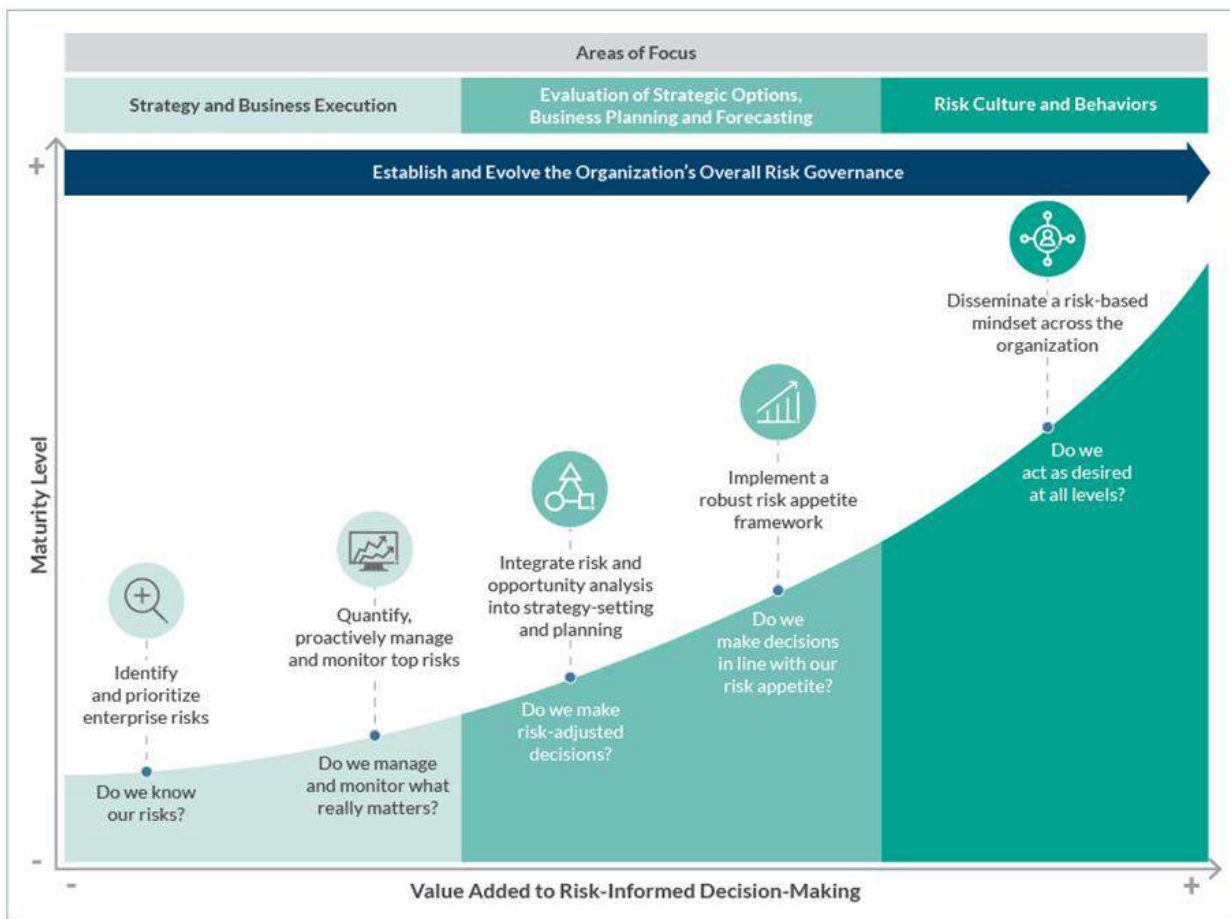 Areas of Focus
Strategy and Business Execution
Evaluation of Strategic Options,
Business Planning and Forecasting
Risk Culture and Behaviors
+
Establish and Evolve the Organization's Overall Risk Governance
Maturity Level
Identify
and prioritize
enterprise risks
Do we know
our risks?
Quantify,
proactively manage
and monitor top risks
Do we manage
and monitor what
really matters?
Integrate risk and
opportunity analysis
into strategy-setting
and planning
Do we make
risk-adjusted
decisions?
Implement a
robust risk appetite
framework
Do we
make decisions
in line with our
risk appetite?
Disseminate a risk-based
mindset across the
organization
Do we
act as desired
at all levels?
-
-
Value Added to Risk-Informed Decision-Making
+